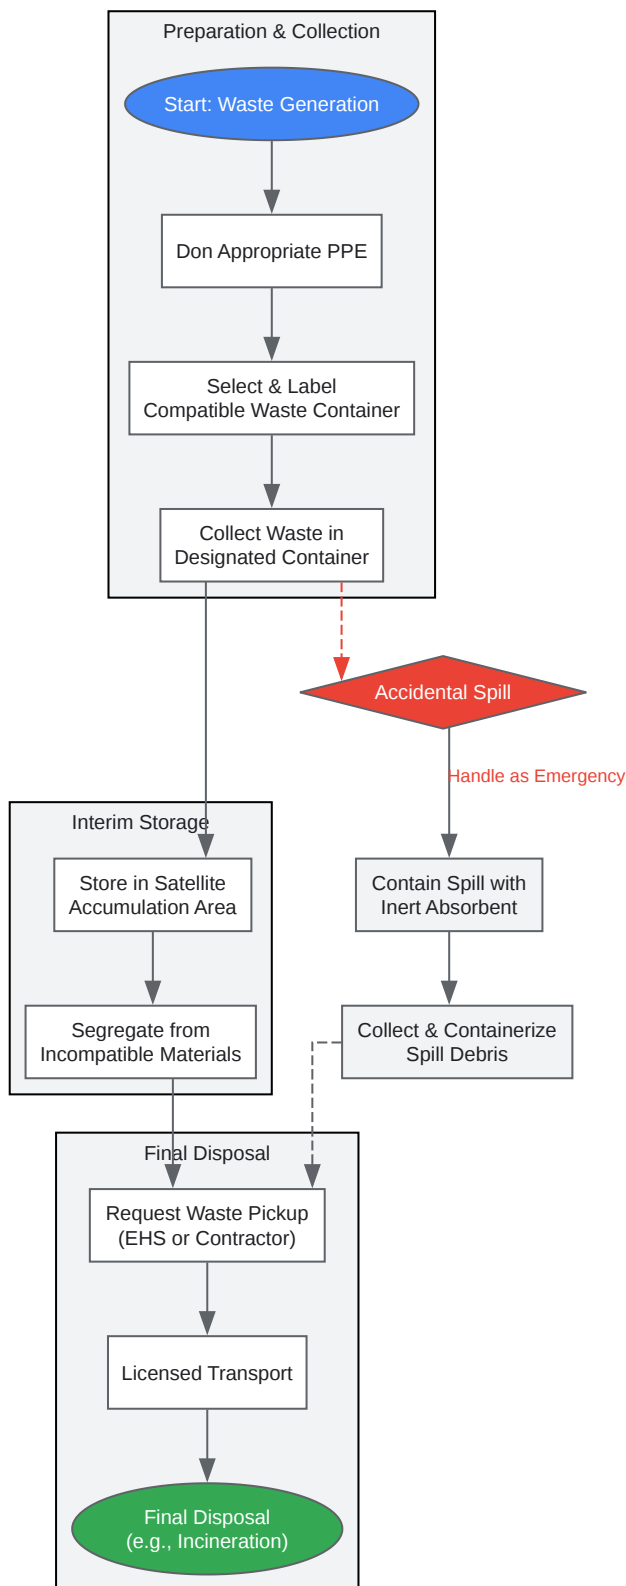 Preparation & Collection
Start: Waste Generation
Don Appropriate PPE
Select & Label
Compatible Waste Container
Collect Waste in
Designated Container
Accidental Spill
Handle as Emergency
Interim Storage
Store in Satellite
Accumulation Area
Contain Spill with
Inert Absorbent
Segregate from
Incompatible Materials
Collect & Containerize
Spill Debris
Final Disposal
Request Waste Pickup
(EHS or Contractor)
Licensed Transport
Final Disposal
(e.g., Incineration)